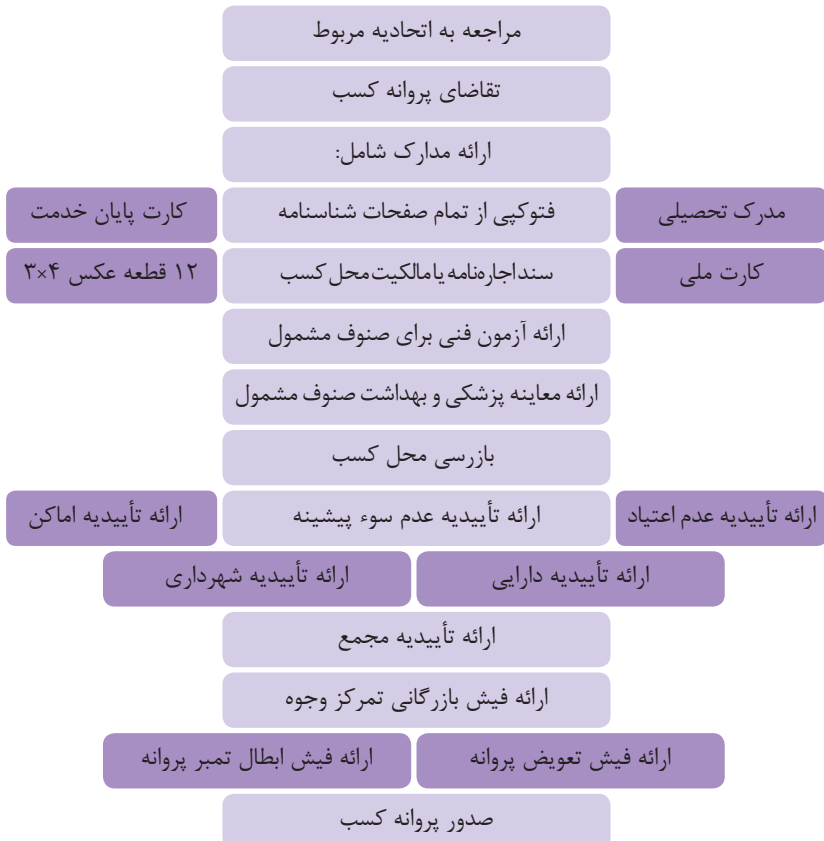 مراجعه به اتحادیه مربوط
تقاضای پروانه کسب
ارائه مدارک شامل:
مدرک تحصیلی
فتوکپی از تمام صفحات شناسنامه
کارت پایان خدمت
کارت ملی
سند اجاره‌نامه یا مالکیت محل کسب
۱۲ قطعه عکس ۴×۳
ارائه آزمون فنی برای صنوف مشمول
ارائه معاینه پزشکی و بهداشت صنوف مشمول
بازرسی محل کسب
ارائه تأییدیه عدم اعتیاد
ارائه تأییدیه عدم سوء پیشینه
ارائه تأییدیه اماکن
ارائه تأییدیه دارایی
ارائه تأییدیه شهرداری
ارائه تأییدیه مجمع
ارائه فیش بازرگانی تمرکز وجوه
ارائه فیش تعویض پروانه
ارائه فیش ابطال تمبر پروانه
صدور پروانه کسب